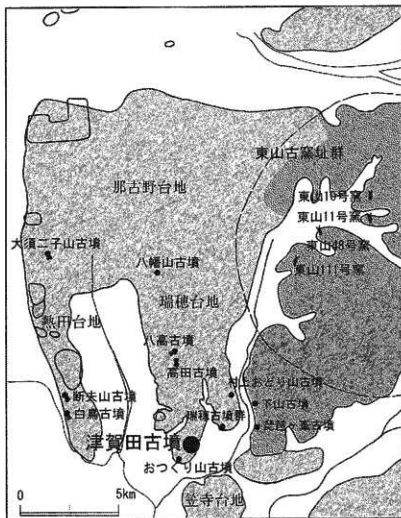 東山古窯址群
那古野台地
東山10号窯
東山11号窯
東山48号窯
東山111号窯
大須二子山古墳
八幡山古墳
瑞穂台地
熱田台地
八高古墳
高田古墳
断夫山古墳
白鳥古墳
村上おどり山古墳
下山古墳
瑞穂古墳群
琵琶ヶ峯古墳
津賀田古墳
おつくり山古墳
笠寺台地
0 5km